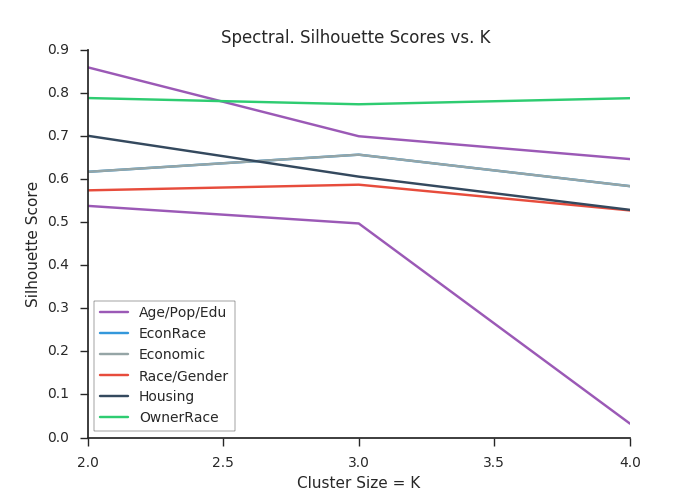 Spectral. Silhouette Scores vs. K
Silhouette Score
0.9
0.8
0.7
0.6
0.5
0.4
0.3
0.2
0.1
0.0
Age/Pop/Edu
EconRace
Economic
Race/Gender
Housing
OwnerRace
2.0 2.5 3.0 3.5 4.0
Cluster Size = K